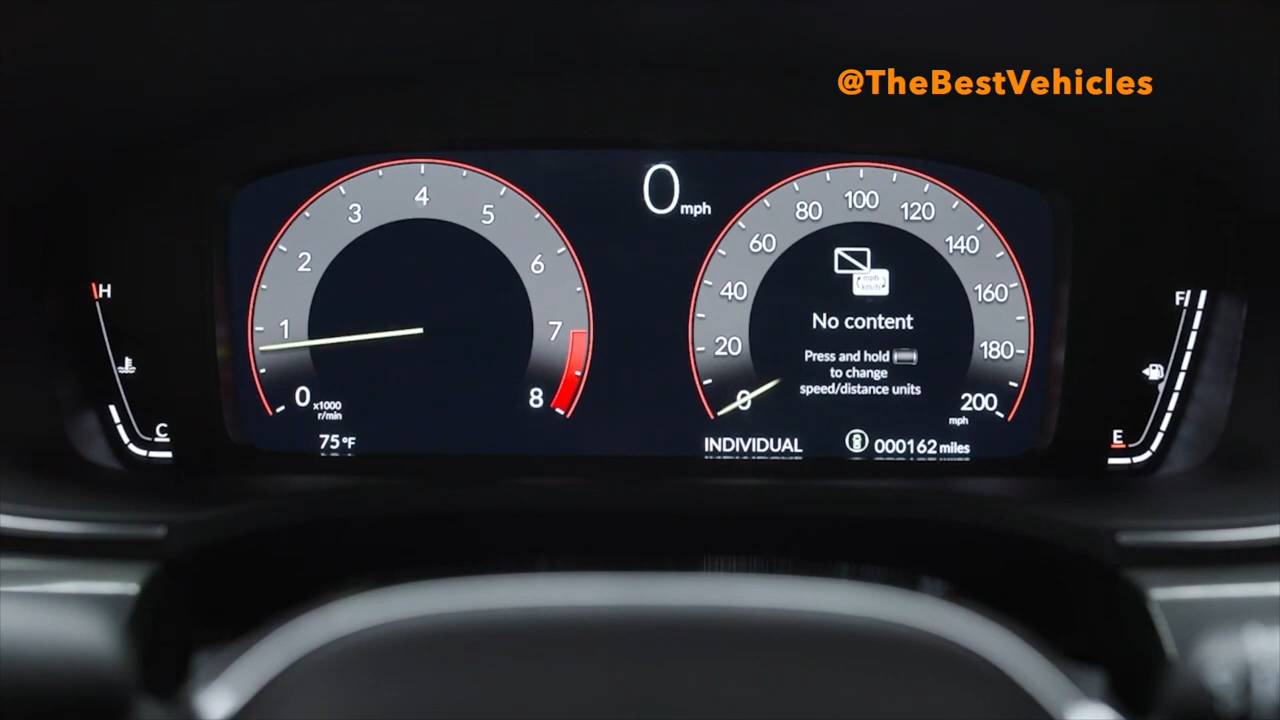 @TheBestVehicles
0 mph
0
1
2
3
4
5
6
7
8
x1000
r/min
75°F
0
20
40
60
80
100
120
140
160
180
200
mph
mph
km/h
No content
Press and hold
to change
speed/distance units
INDIVIDUAL
000162 miles
H
C
F
E